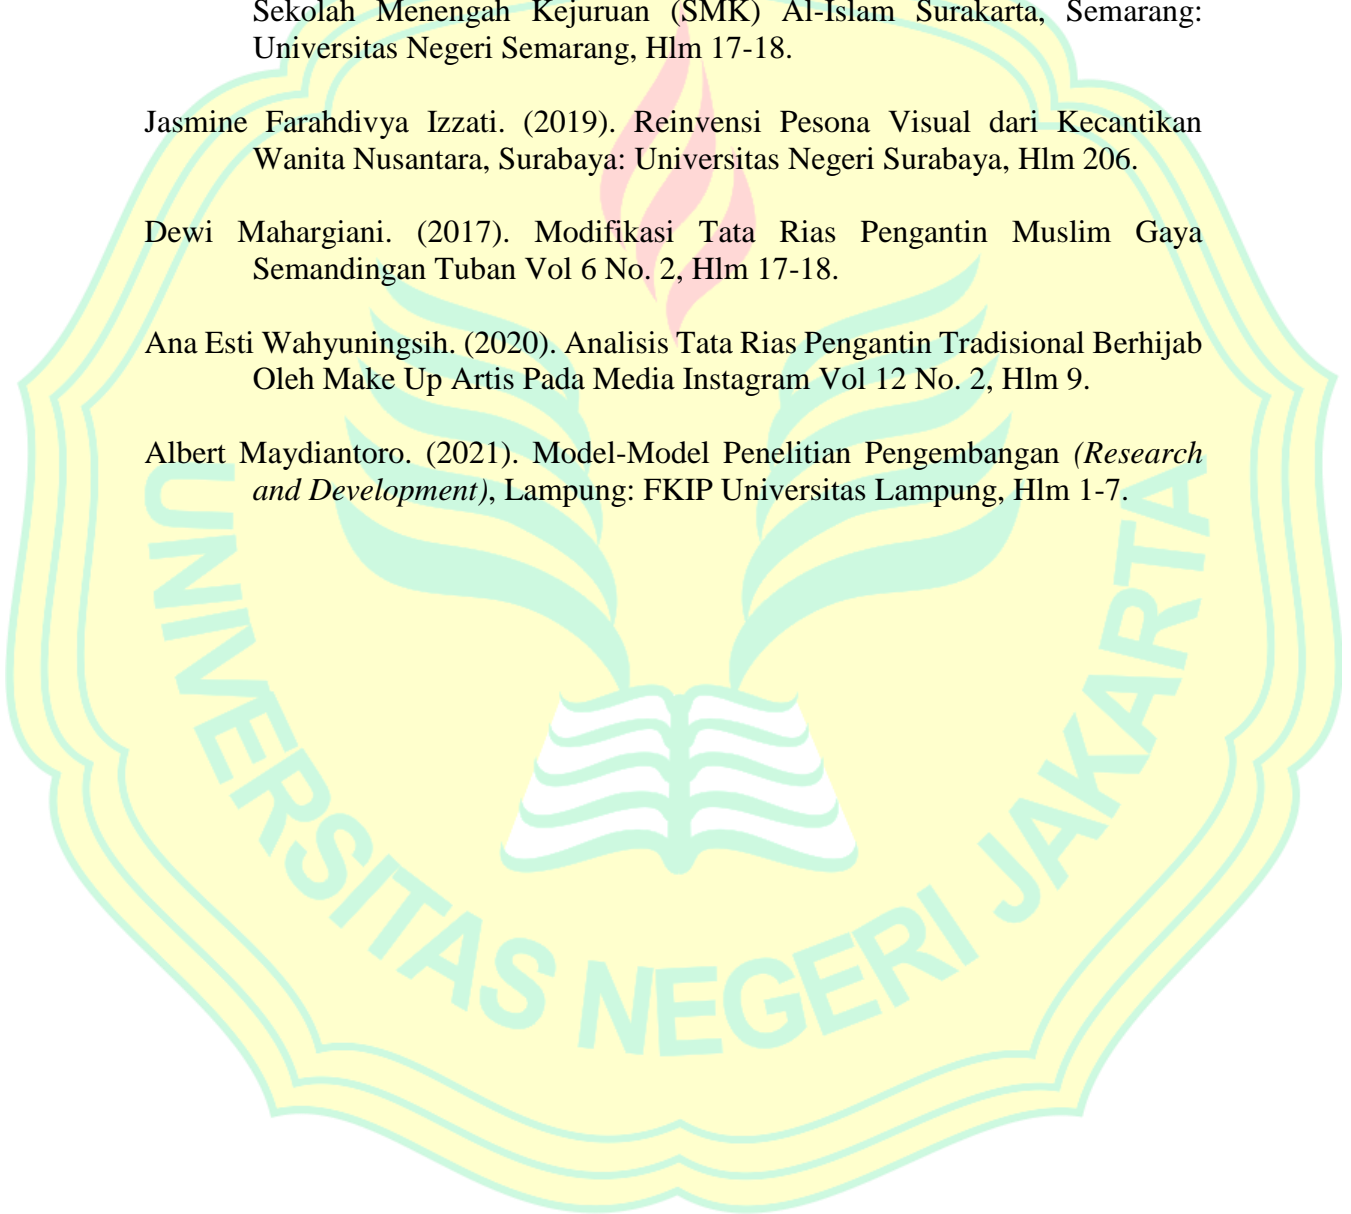 Sekolah Menengah Kejuruan (SMK) Al-Islam Surakarta, Semarang:
Universitas Negeri Semarang, Hlm 17-18.
Jasmine Farahdivya Izzati. (2019). Reinvensi Pesona Visual dari Kecantikan
Wanita Nusantara, Surabaya: Universitas Negeri Surabaya, Hlm 206.
Dewi Mahargiani. (2017). Modifikasi Tata Rias Pengantin Muslim Gaya
Semandingan Tuban Vol 6 No. 2, Hlm 17-18.
Ana Esti Wahyuningsih. (2020). Analisis Tata Rias Pengantin Tradisional Berhijab
Oleh Make Up Artis Pada Media Instagram Vol 12 No. 2, Hlm 9.
Albert Maydiantoro. (2021). Model-Model Penelitian Pengembangan (Research
and Development), Lampung: FKIP Universitas Lampung, Hlm 1-7.
UNIVERSITAS NEGERI JAKARTA